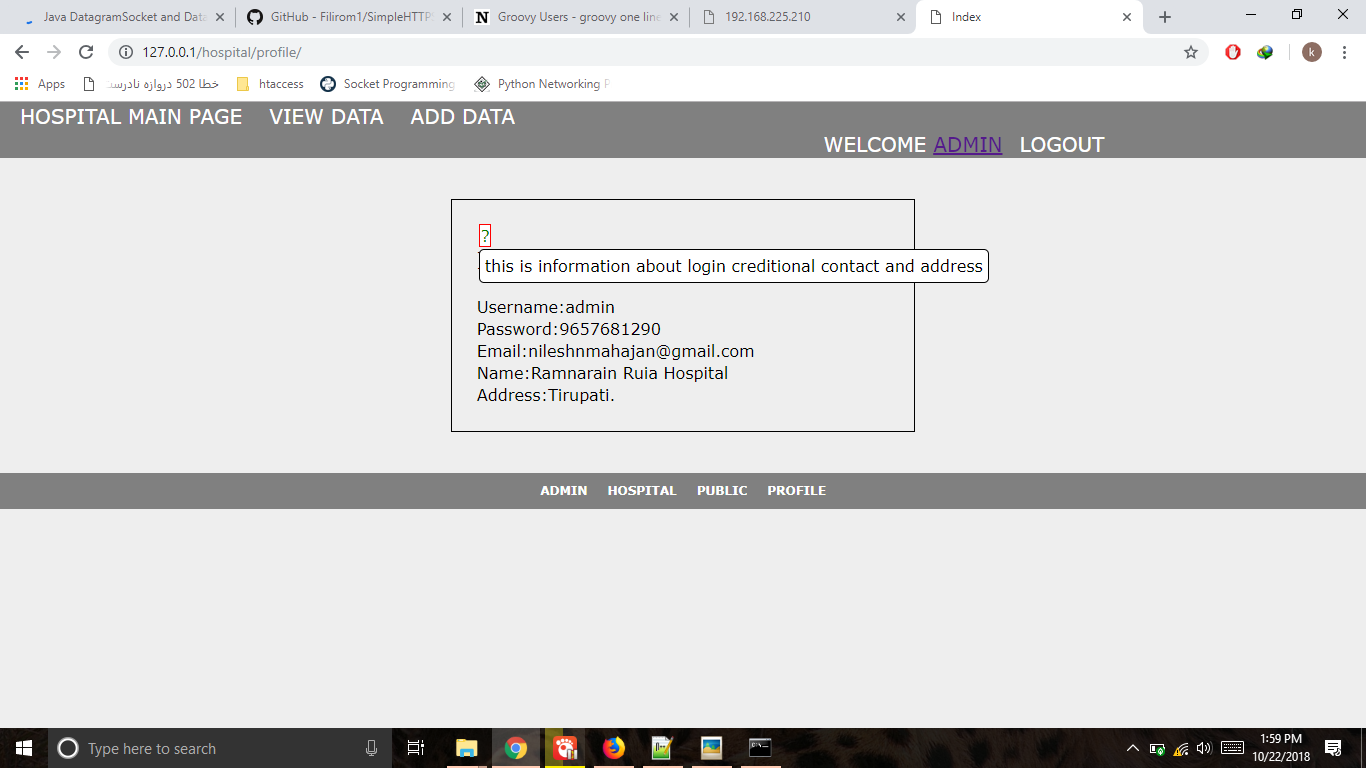 Java DatagramSocket and Data
GitHub - Filirom1/SimpleHTTPS
Groovy Users - groovy one line
192.168.225.210
Index
127.0.0.1/hospital/profile/
k
Apps
خطا 502 دروازه نادرست
htaccess
Socket Programming
Python Networking P
HOSPITAL MAIN PAGE VIEW DATA ADD DATA
WELCOME ADMIN LOGOUT
?
this is information about login creditional contact and address
Username:admin
Password:9657681290
Email:nileshnmahajan@gmail.com
Name:Ramnarain Ruia Hospital
Address:Tirupati.
ADMIN HOSPITAL PUBLIC PROFILE
Type here to search
1:59 PM
10/22/2018